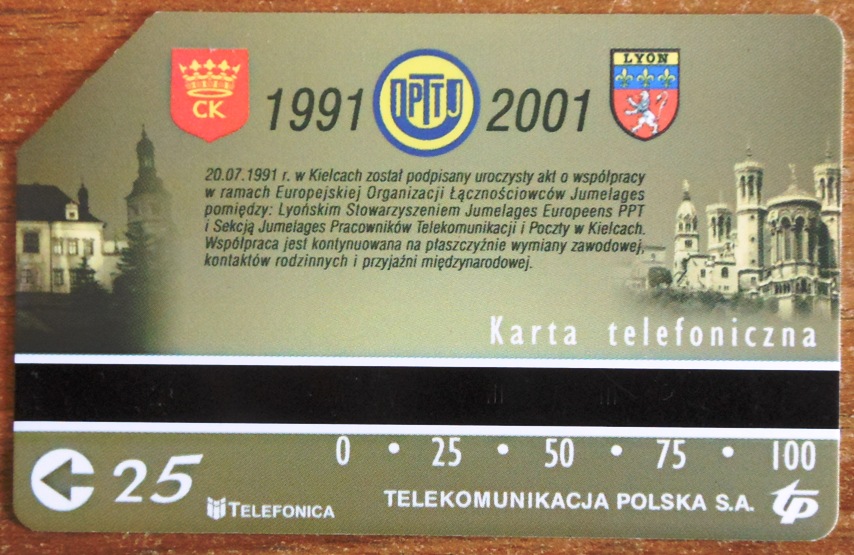 LYON
CK
1991 JPTTJ 2001
20.07.1991 r. w Kielcach został podpisany uroczysty akt o współpracy
w ramach Europejskiej Organizacji Łącznościowców Jumelages
pomiędzy: Lyońskim Stowarzyszeniem Jumelages Europeens PPT
i Sekcją Jumelages Pracowników Telekomunikacji i Poczty w Kielcach.
Współpraca jest kontynuowana na płaszczyźnie wymiany zawodowej,
kontaktów rodzinnych i przyjaźni międzynarodowej.
Karta telefoniczna
0 • 25 • 50 • 75 • 100
25
TELEFONICA
TELEKOMUNIKACJA POLSKA S.A. tp